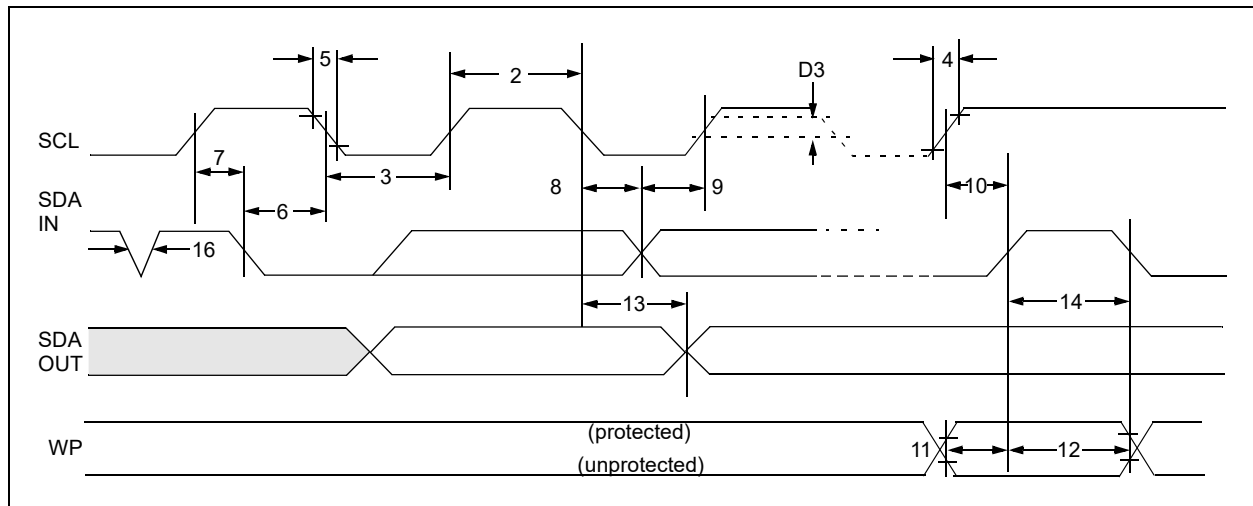 5
2
D3
4
SCL
7
3
8
9
10
SDA
IN
6
16
13
14
SDA
OUT
WP
(protected)
(unprotected)
11
12